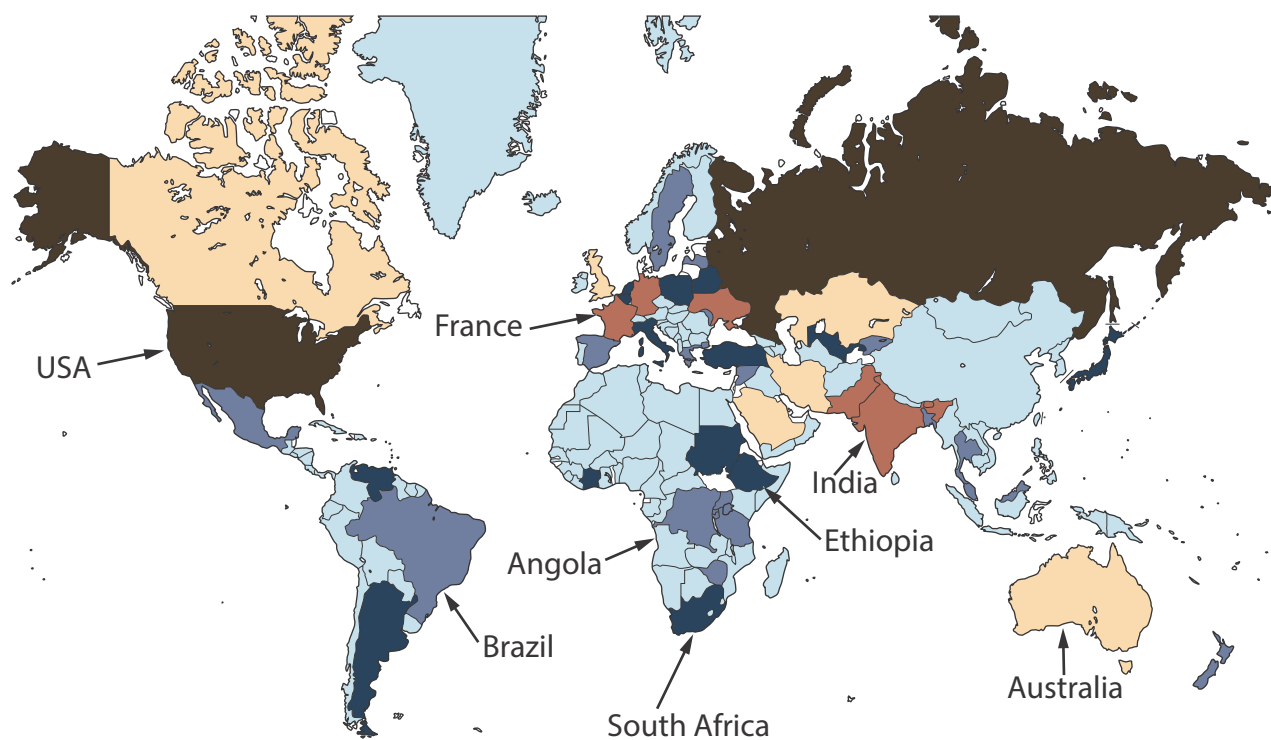 France
USA
India
Ethiopia
Angola
Brazil
Australia
South Africa